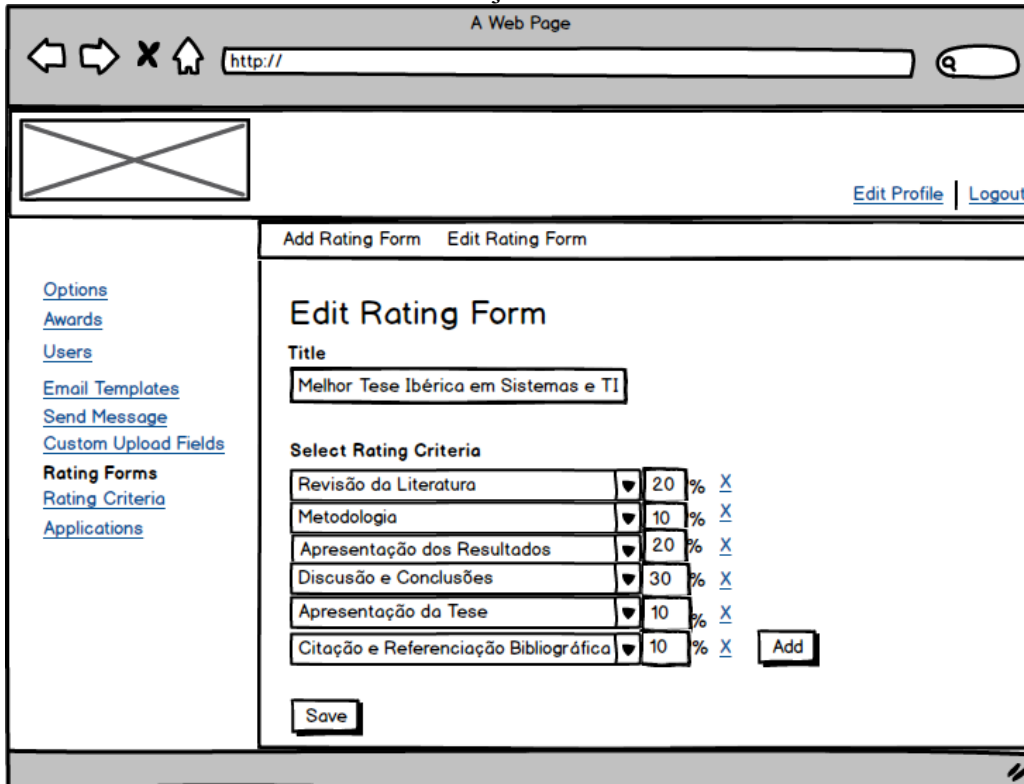 A Web Page
http://
Edit Profile Logout
Add Rating Form Edit Rating Form
Options
Awards
Users
Email Templates
Send Message
Custom Upload Fields
Rating Forms
Rating Criteria
Applications
Edit Rating Form
Title
Melhor Tese Ibérica em Sistemas e TI
Select Rating Criteria
Revisão da Literatura 20 % X
Metodologia 10 % X
Apresentação dos Resultados 20 % X
Discusão e Conclusões 30 % X
Apresentação da Tese 10 % X
Citação e Referenciação Bibliográfica 10 % X Add
Save